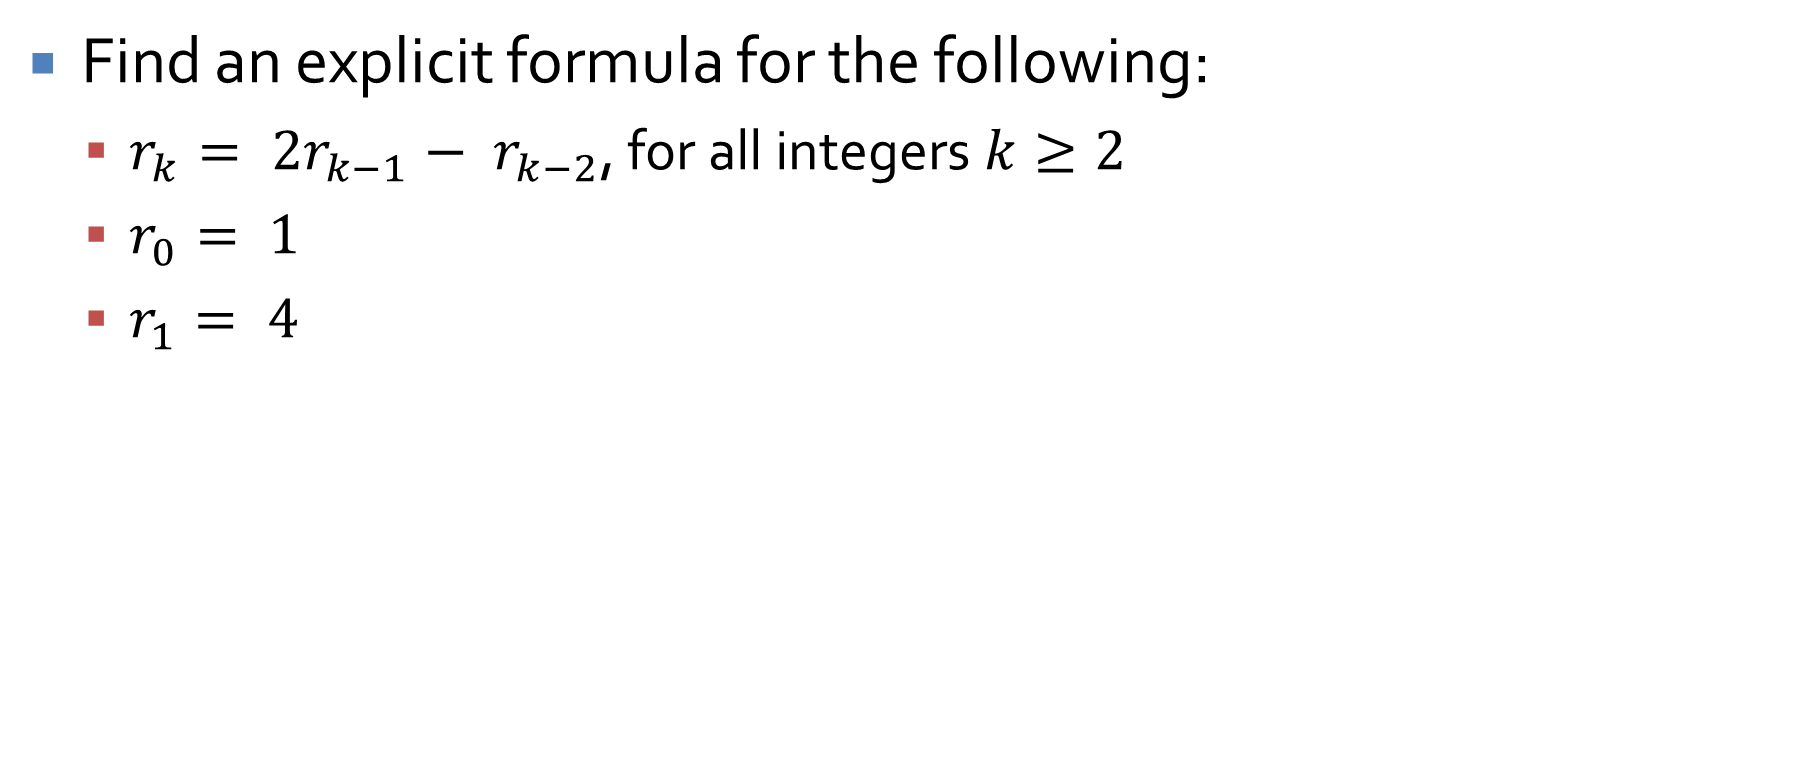 ▪ Find an explicit formula for the following:
▪ $r_k = 2r_{k-1} - r_{k-2}$, for all integers $k \geq 2$
▪ $r_0 = 1$
▪ $r_1 = 4$